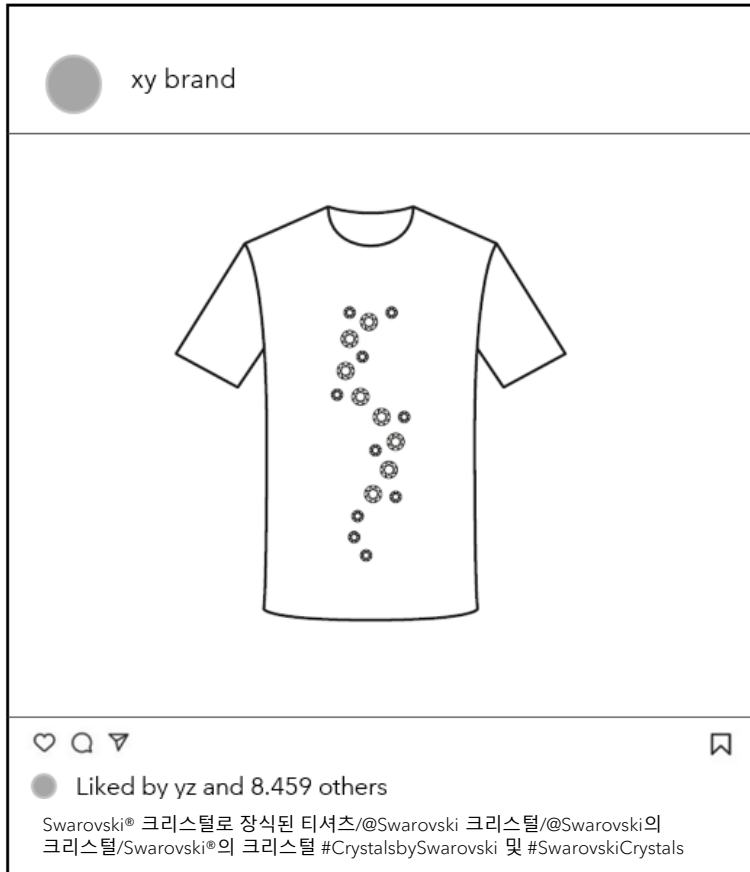 xy brand
Liked by yz and 8.459 others
Swarovski® 크리스털로 장식된 티셔츠/@Swarovski 크리스털/@Swarovski의
크리스털/Swarovski®의 크리스털 #CrystalsbySwarovski 및 #SwarovskiCrystals